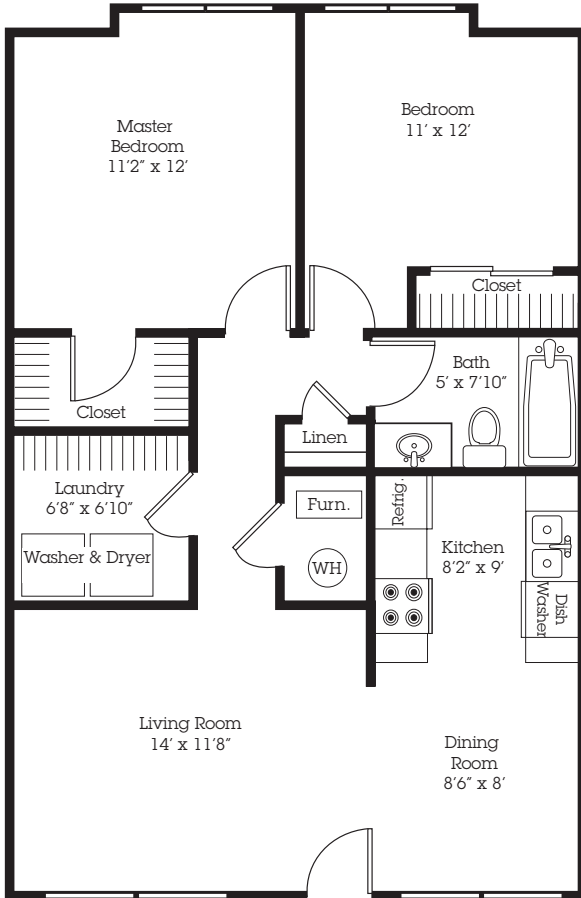 Master
Bedroom
11'2" x 12'
Bedroom
11' x 12'
Closet
Bath
5' x 7'10"
Closet
Linen
Laundry
6'8" x 6'10"
Washer & Dryer
Furn.
WH
Refrig.
Kitchen
8'2" x 9'
Dish
Washer
Living Room
14' x 11'8"
Dining
Room
8'6" x 8'